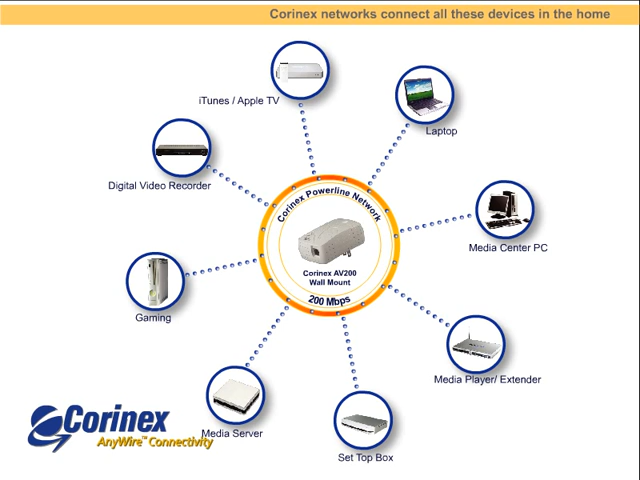 Corinex networks connect all these devices in the home
iTunes / Apple TV
Laptop
Digital Video Recorder
Corinex Powerline Network
Media Center PC
Corinex AV200
Wall Mount
200 Mbps
Gaming
Media Player/ Extender
Media Server
Set Top Box
Corinex
AnyWire™ Connectivity